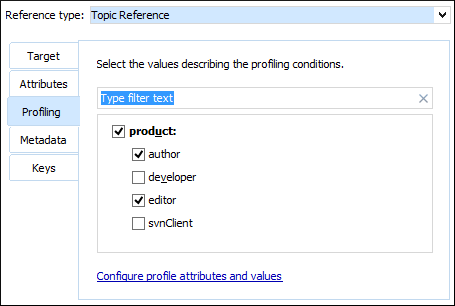 Reference type: Topic Reference
Target
Attributes
Profiling
Metadata
Keys
Select the values describing the profiling conditions.
Type filter text
product:
author
developer
editor
svnClient
Configure profile attributes and values